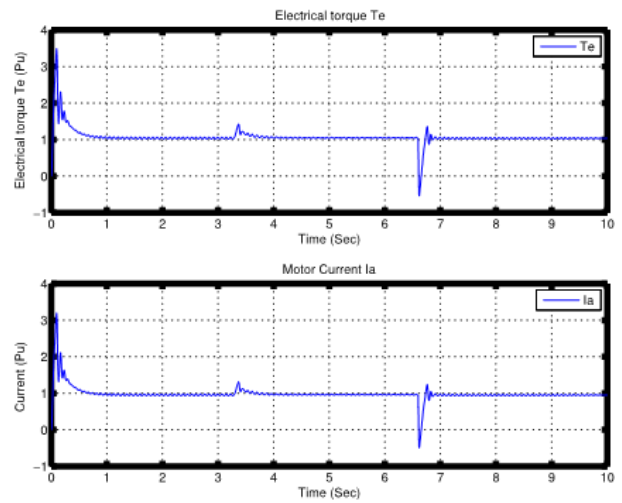 Electrical torque Te
4
3
2
1
0
−1
Electrical torque Te (Pu)
Te
0 1 2 3 4 5 6 7 8 9 10
Time (Sec)
Motor Current Ia
4
3
2
1
0
−1
Current (Pu)
Ia
0 1 2 3 4 5 6 7 8 9 10
Time (Sec)